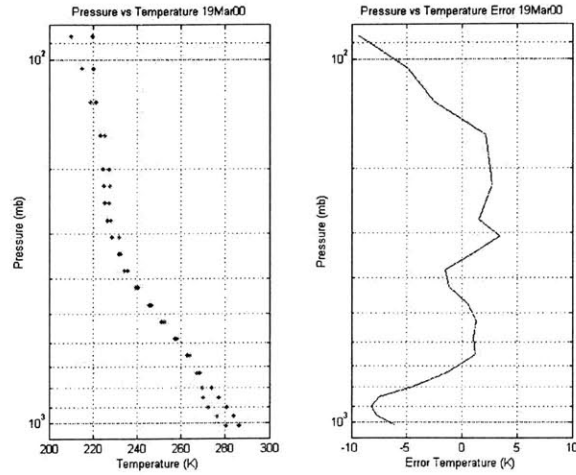 Pressure vs Temperature 19Mar00
Pressure (mb)
10²
10³
200 220 240 260 280 300
Temperature (K)
Pressure vs Temperature Error 19Mar00
Pressure (mb)
10²
10³
-10 -5 0 5 10
Error Temperature (K)